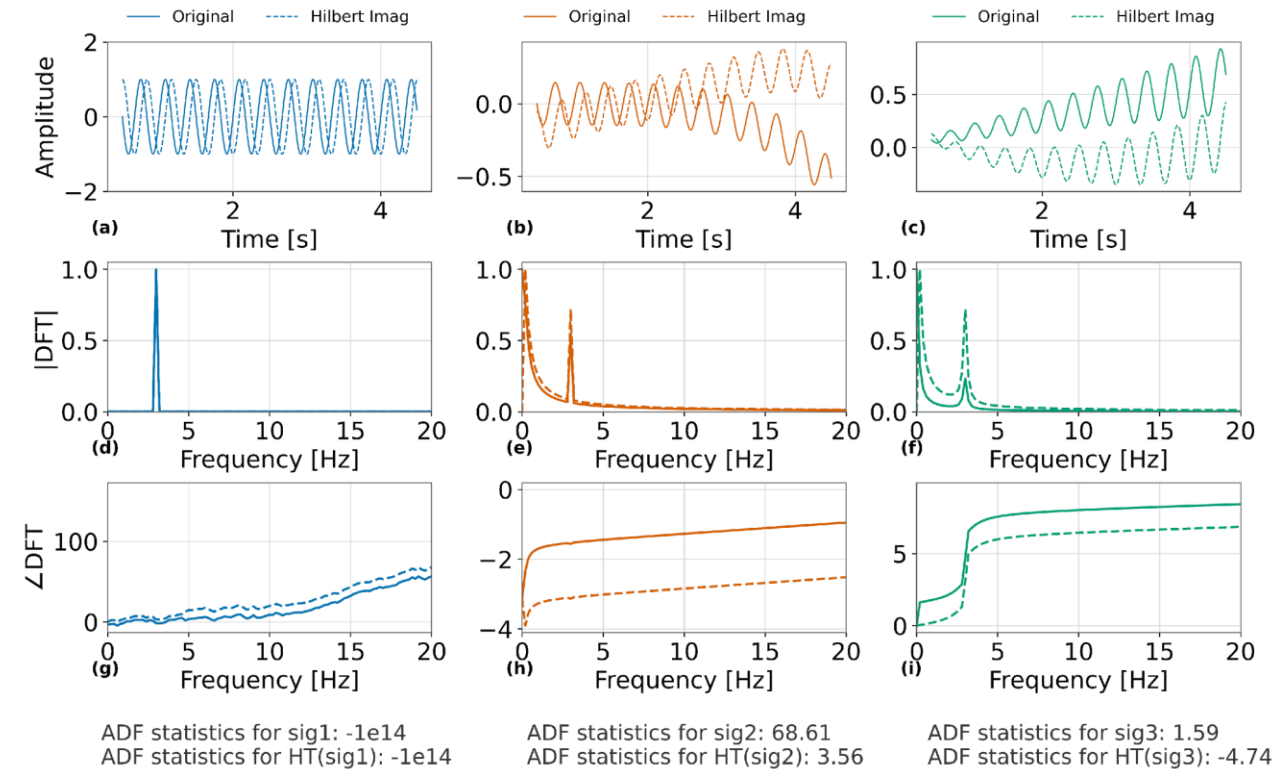 Original Hilbert Imag Original Hilbert Imag Original Hilbert Imag
Amplitude
2
0
−2
2 4
(a)
Time [s]
0.0
−0.5
2 4
(b)
Time [s]
0.5
0.0
2 4
(c)
Time [s]
|DFT|
1.0
0.5
0.0
0 5 10 15 20
(d)
Frequency [Hz]
1.0
0.5
0.0
0 5 10 15 20
(e)
Frequency [Hz]
1.0
0.5
0.0
0 5 10 15 20
(f)
Frequency [Hz]
∠DFT
100
0
0 5 10 15 20
(g)
Frequency [Hz]
0
−2
−4
0 5 10 15 20
(h)
Frequency [Hz]
5
0
0 5 10 15 20
(i)
Frequency [Hz]
ADF statistics for sig1: -1e14
ADF statistics for HT(sig1): -1e14
ADF statistics for sig2: 68.61
ADF statistics for HT(sig2): 3.56
ADF statistics for sig3: 1.59
ADF statistics for HT(sig3): -4.74